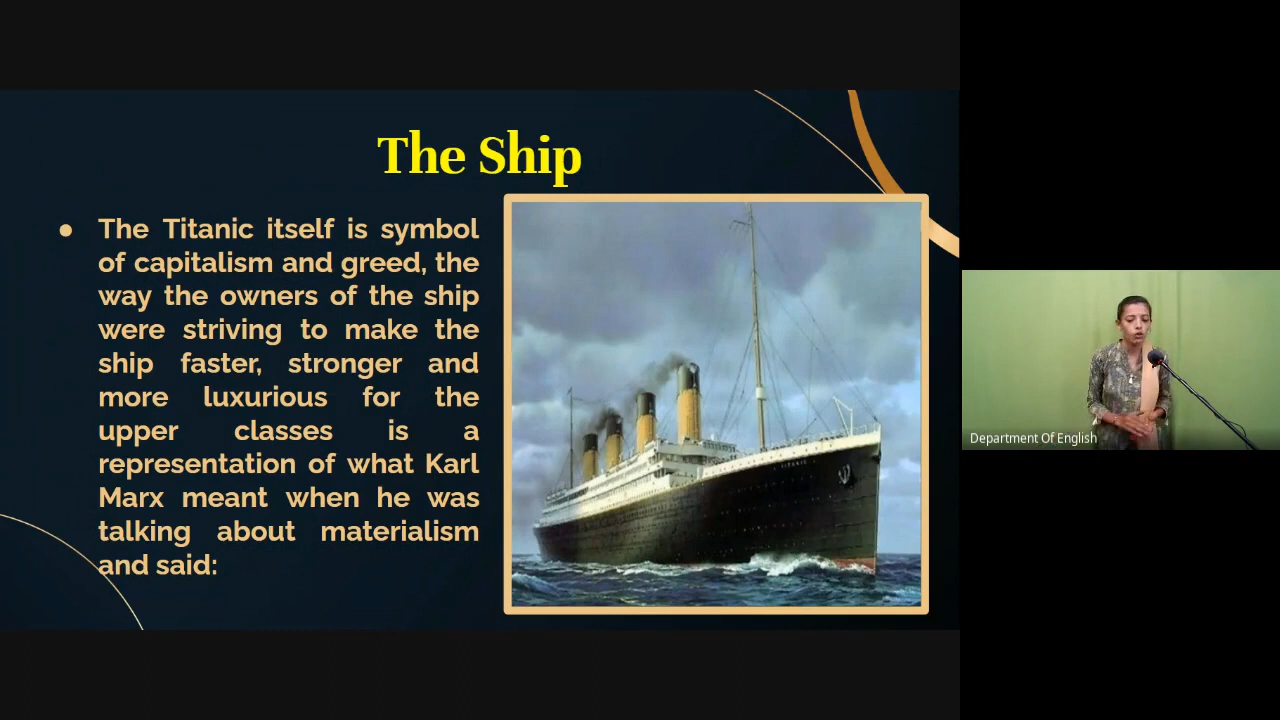 The Ship
● The Titanic itself is symbol
of capitalism and greed, the
way the owners of the ship
were striving to make the
ship faster, stronger and
more luxurious for the
upper classes is a
representation of what Karl
Marx meant when he was
talking about materialism
and said:
TITANIC
Department Of English